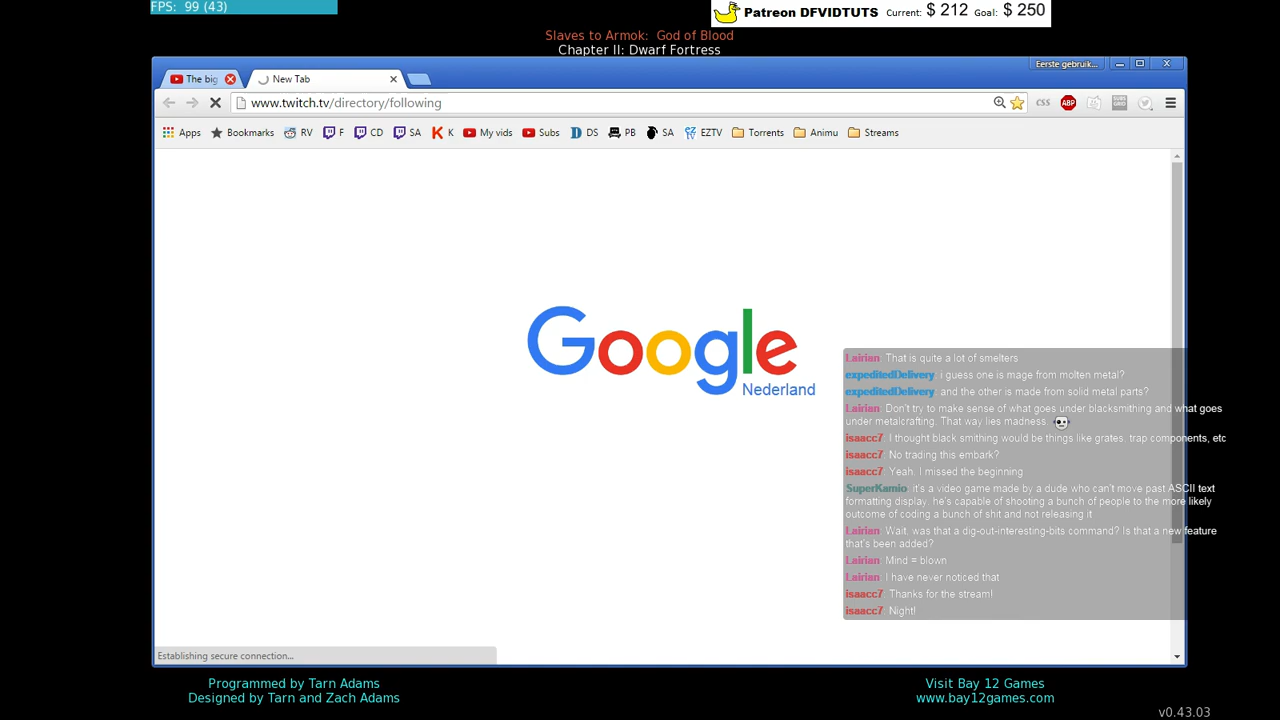 FPS: 99 (43)
Patreon DFVIDTUTS Current: $ 212 Goal: $ 250
Slaves to Armok: God of Blood
Chapter II: Dwarf Fortress
Eerste gebruik...
The big
New Tab
www.twitch.tv/directory/following
CSS ABP
Apps Bookmarks RV F CD SA K My vids Subs DS PB SA EZTV Torrents Animu Streams
Google
Nederland
Lairian That is quite a lot of smelters
expeditedDelivery i guess one is mage from molten metal?
expeditedDelivery and the other is made from solid metal parts?
Lairian Don't try to make sense of what goes under blacksmithing and what goes
under metalcrafting. That way lies madness.
isaacc7 I thought black smithing would be things like grates, trap components, etc
isaacc7 No trading this embark?
isaacc7 Yeah. I missed the beginning
SuperKamio it's a video game made by a dude who can't move past ASCII text
formatting display. he's capable of shooting a bunch of people to the more likely
outcome of coding a bunch of shit and not releasing it
Lairian Wait, was that a dig-out-interesting-bits command? Is that a new feature
that's been added?
Lairian Mind = blown
Lairian I have never noticed that
isaacc7 Thanks for the stream!
isaacc7 Night!
Establishing secure connection...
Programmed by Tarn Adams
Designed by Tarn and Zach Adams
Visit Bay 12 Games
www.bay12games.com
v0.43.03